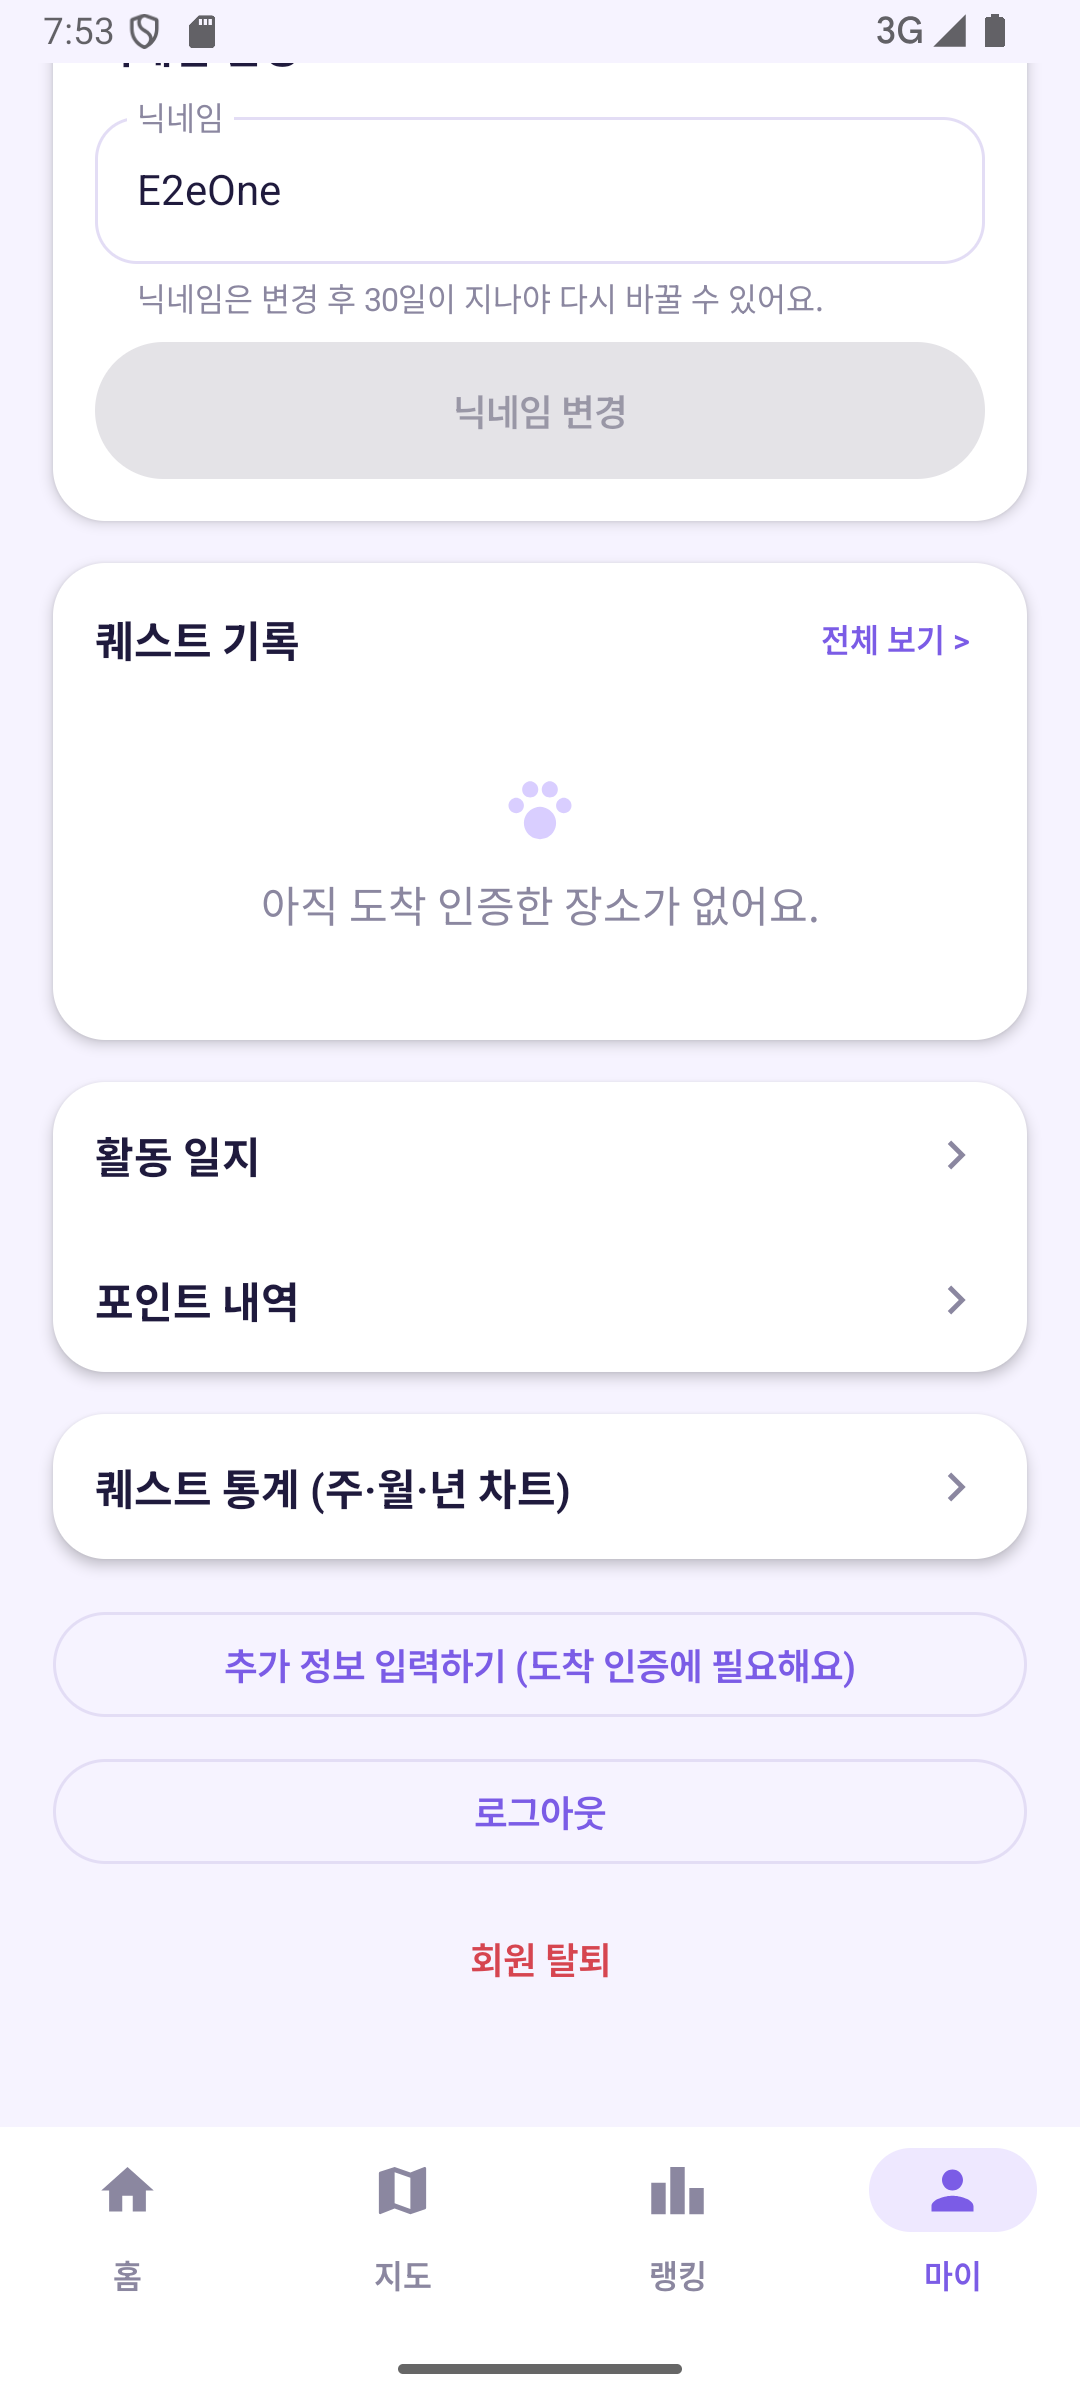 7:53
3G
닉네임
E2eOne
닉네임은 변경 후 30일이 지나야 다시 바꿀 수 있어요.
닉네임 변경
퀘스트 기록
전체 보기 >
아직 도착 인증한 장소가 없어요.
활동 일지
포인트 내역
퀘스트 통계 (주·월·년 차트)
추가 정보 입력하기 (도착 인증에 필요해요)
로그아웃
회원 탈퇴
홈
지도
랭킹
마이